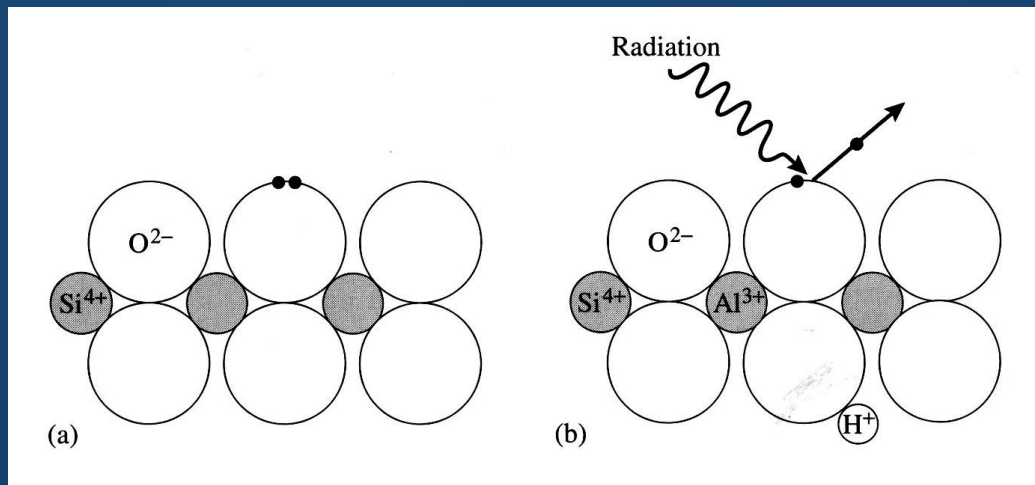 Radiation
O²⁻
O²⁻
Si⁴⁺
Si⁴⁺
Al³⁺
H⁺
(a)
(b)